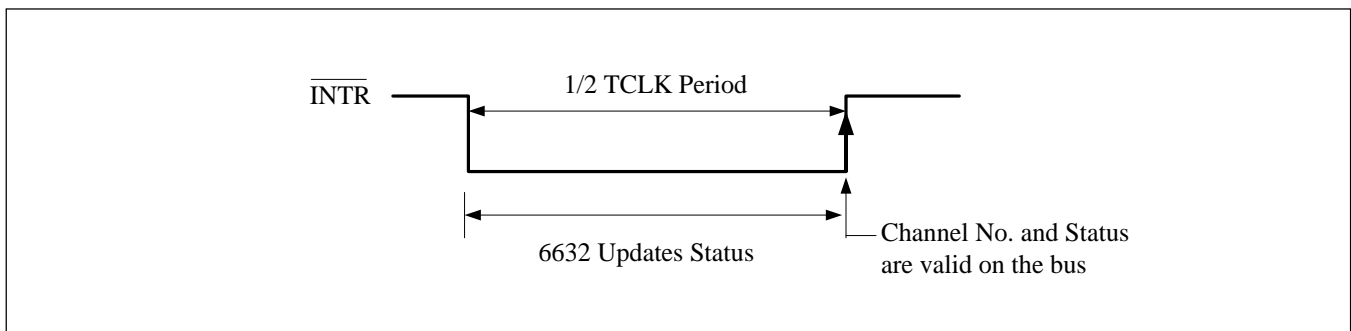 1/2 TCLK Period
INTR
6632 Updates Status
Channel No. and Status
are valid on the bus